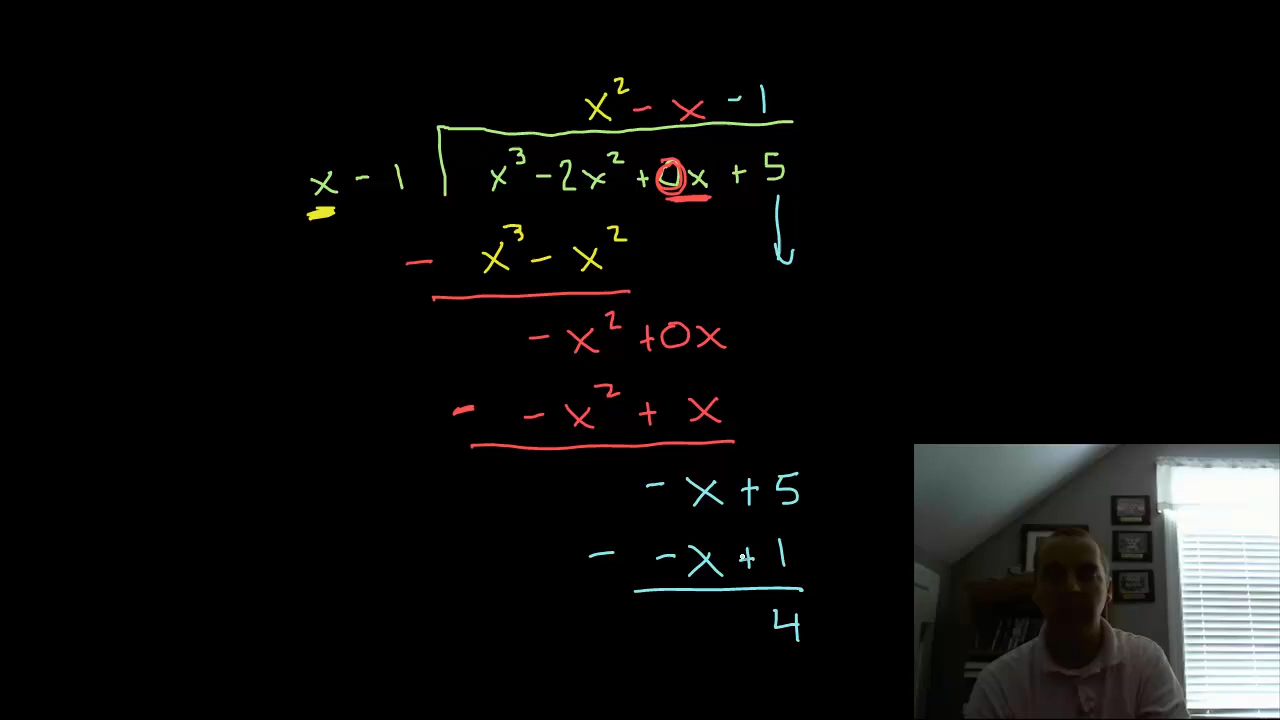 x² - x - 1
x - 1 x³ - 2x² + 0x + 5
- x³ - x²
- x² + 0x
- - x² + x
- x + 5
- - x + 1
4